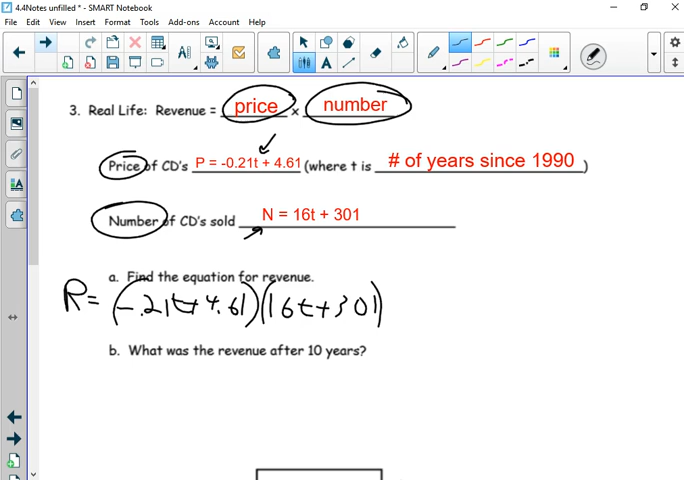 4.4Notes unfilled * - SMART Notebook
File Edit View Insert Format Tools Add-ons Account Help
3. Real Life: Revenue = price x number
Price of CD's P = -0.21t + 4.61 (where t is # of years since 1990 )
Number of CD's sold N = 16t + 301
a. Find the equation for revenue.
R = (-.21t+4.61)(16t+301)
b. What was the revenue after 10 years?